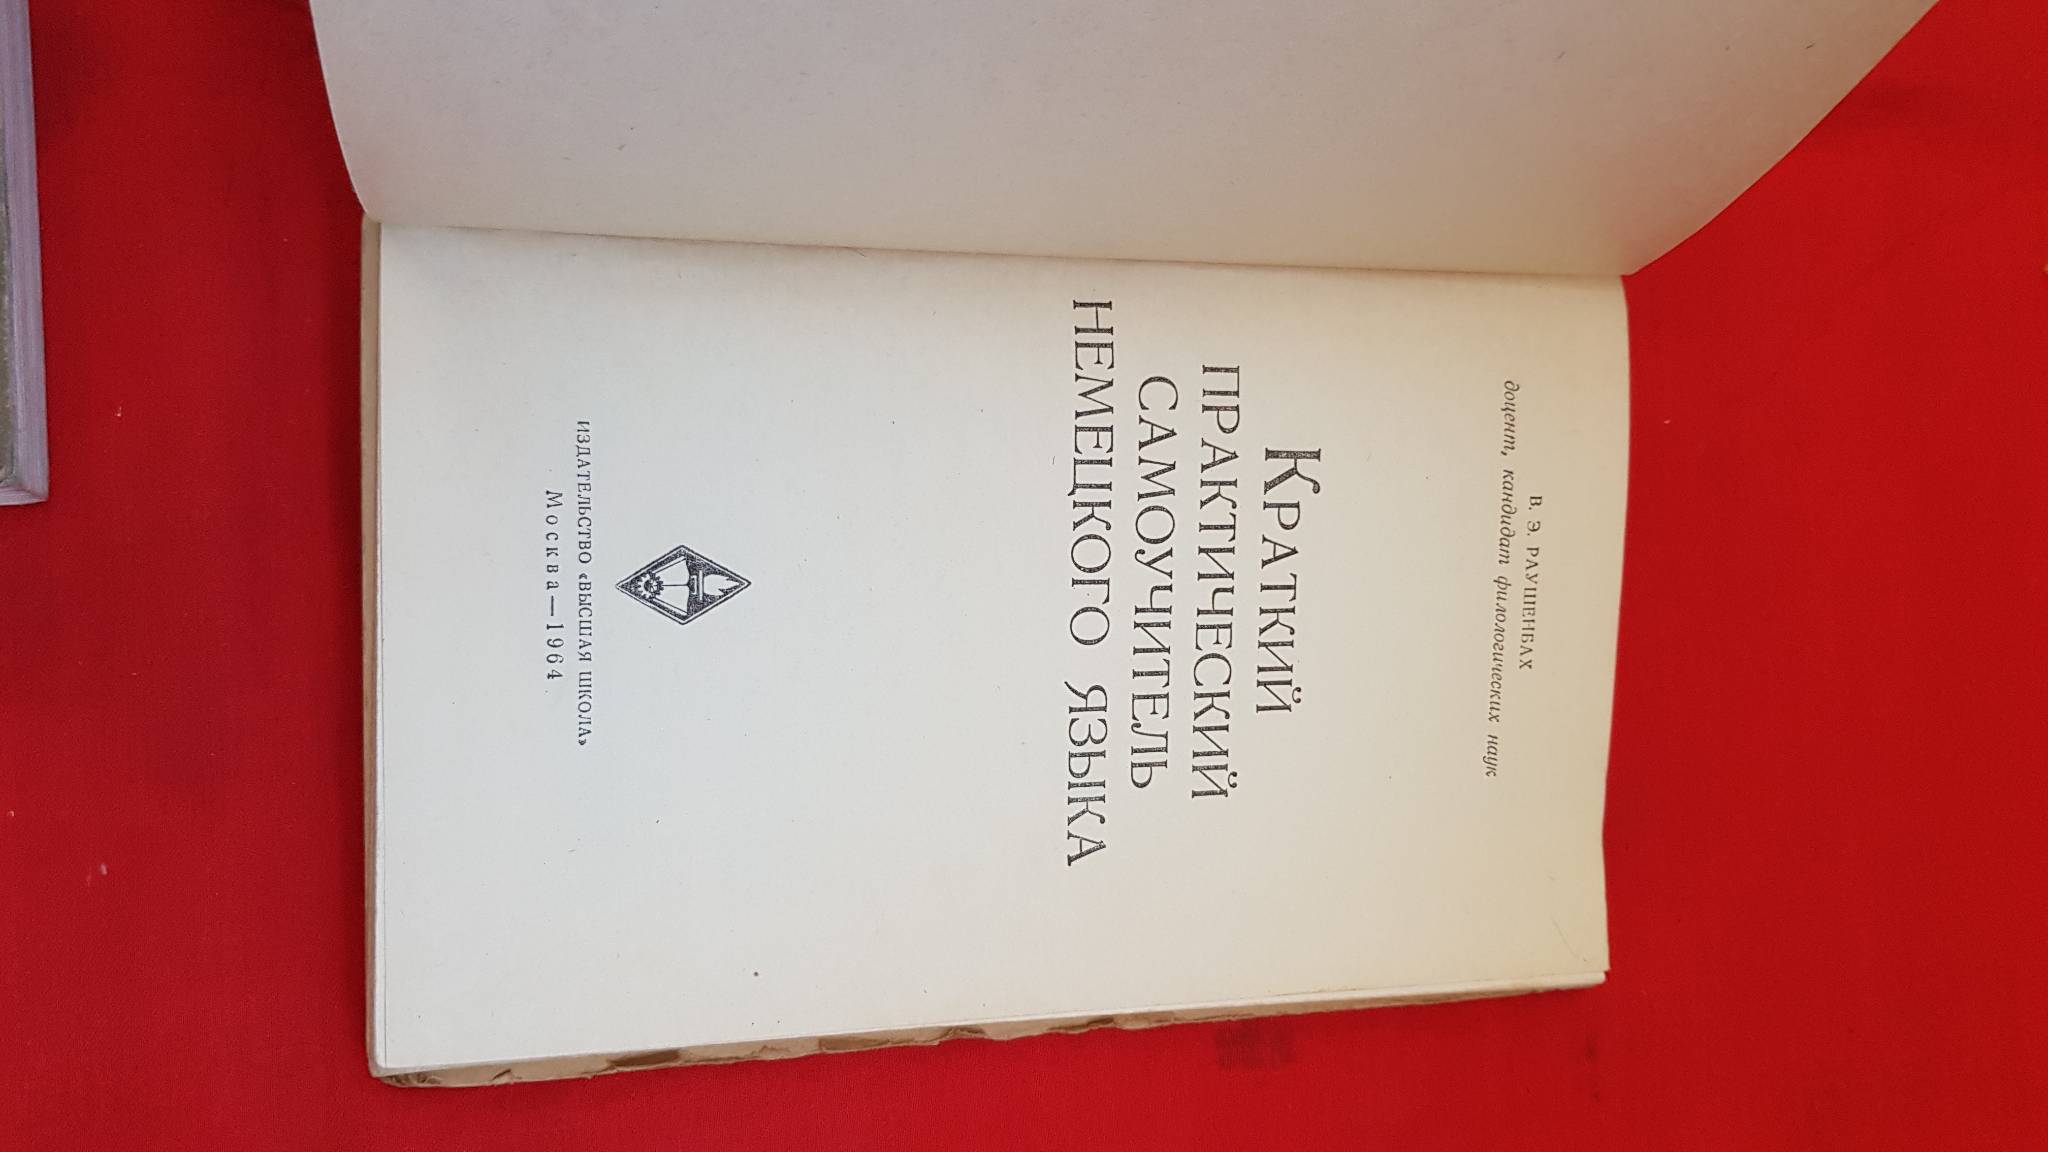 В. Э. РАУШЕНБАХ
доцент, кандидат филологических наук
КРАТКИЙ
ПРАКТИЧЕСКИЙ
САМОУЧИТЕЛЬ
НЕМЕЦКОГО ЯЗЫКА
ИЗДАТЕЛЬСТВО «ВЫСШАЯ ШКОЛА»
Москва—1964